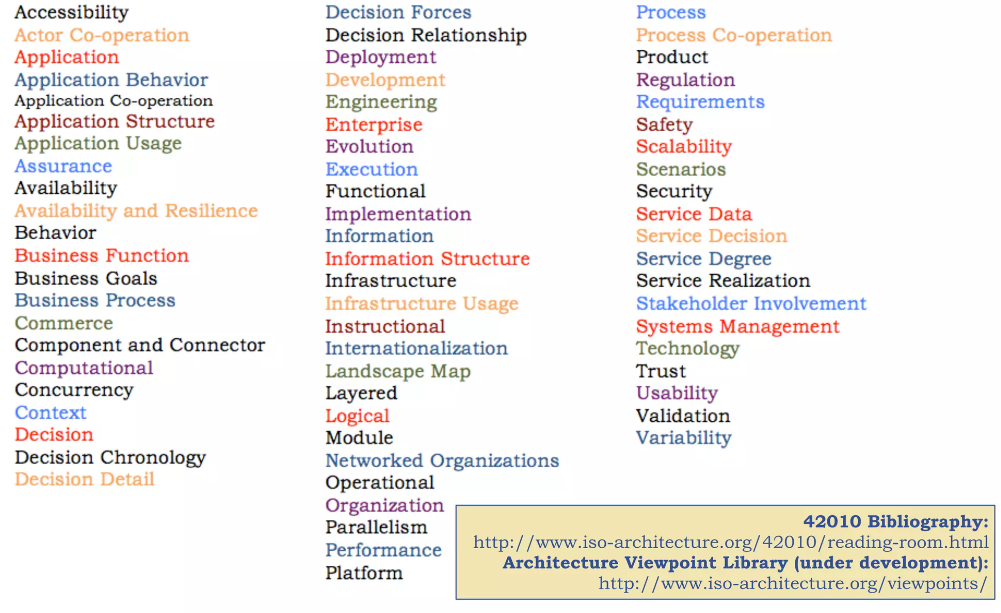 Accessibility
Actor Co-operation
Application
Application Behavior
Application Co-operation
Application Structure
Application Usage
Assurance
Availability
Availability and Resilience
Behavior
Business Function
Business Goals
Business Process
Commerce
Component and Connector
Computational
Concurrency
Context
Decision
Decision Chronology
Decision Detail
Decision Forces
Decision Relationship
Deployment
Development
Engineering
Enterprise
Evolution
Execution
Functional
Implementation
Information
Information Structure
Infrastructure
Infrastructure Usage
Instructional
Internationalization
Landscape Map
Layered
Logical
Module
Networked Organizations
Operational
Organization
Parallelism
Performance
Platform
Process
Process Co-operation
Product
Regulation
Requirements
Safety
Scalability
Scenarios
Security
Service Data
Service Decision
Service Degree
Service Realization
Stakeholder Involvement
Systems Management
Technology
Trust
Usability
Validation
Variability
42010 Bibliography:
http://www.iso-architecture.org/42010/reading-room.html
Architecture Viewpoint Library (under development):
http://www.iso-architecture.org/viewpoints/